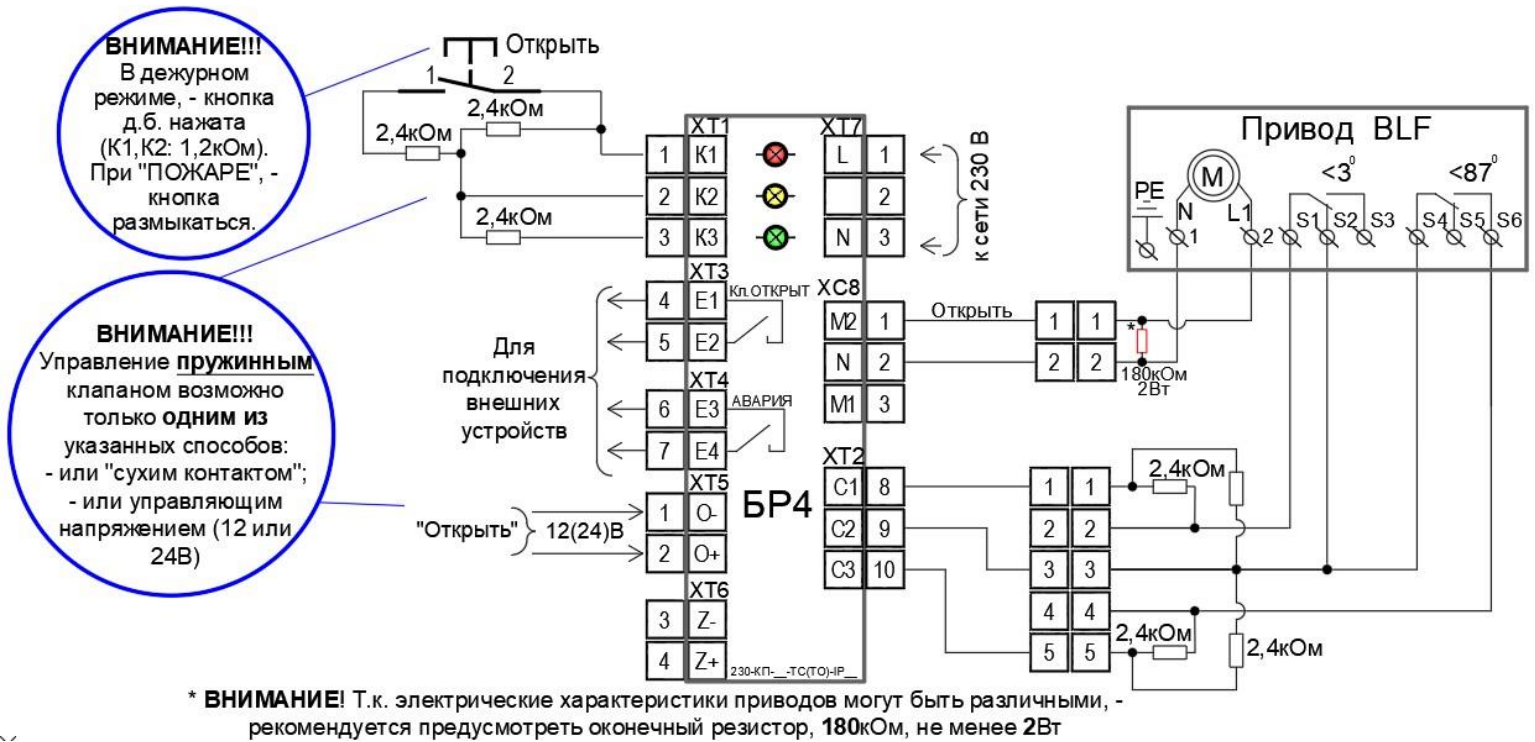 ВНИМАНИЕ!!!
В дежурном
режиме, - кнопка
д.б. нажата
(К1,К2: 1,2кОм).
При "ПОЖАРЕ", -
кнопка
размыкаться.
ВНИМАНИЕ!!!
Управление пружинным
клапаном возможно
только одним из
указанных способов:
- или "сухим контактом";
- или управляющим
напряжением (12 или
24В)
Открыть
1 2
2,4кОм
2,4кОм
2,4кОм
Для
подключения
внешних
устройств
"Открыть" 12(24)В
XT1
1 К1
2 К2
3 К3
XT3
4 E1 Кл.ОТКРЫТ
5 E2
XT4
6 E3 АВАРИЯ
7 E4
XT5
1 O-
2 O+
XT6
3 Z-
4 Z+
230-КП-__-ТС(ТО)-IP__
БР4
XT7
L 1
2
N 3
к сети 230 В
XC8
M2 1
N 2
M1 3
XT2
C1 8
C2 9
C3 10
Открыть
1 1
2 2
*
180кОм
2Вт
Привод BLF
PE
M
N L1
1 2
<3⁰
S1 S2 S3
<87⁰
S4 S5 S6
1 1
2 2
3 3
4 4
5 5
2,4кОм
2,4кОм
2,4кОм
* ВНИМАНИЕ! Т.к. электрические характеристики приводов могут быть различными, -
рекомендуется предусмотреть оконечный резистор, 180кОм, не менее 2Вт